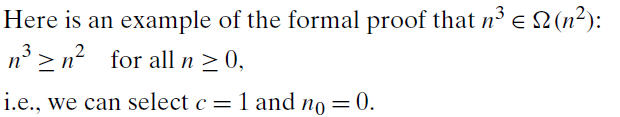 Here is an example of the formal proof that n³ ∈ Ω(n²):
n³ ≥ n² for all n ≥ 0,
i.e., we can select c = 1 and n₀ = 0.